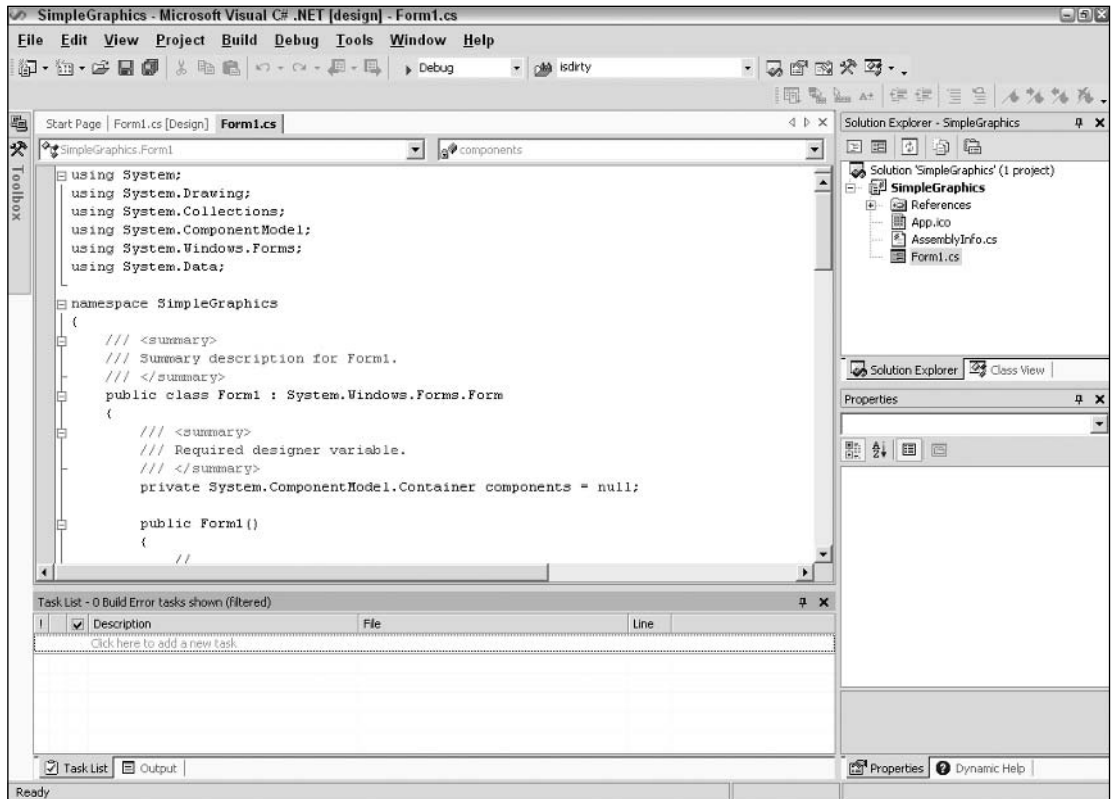 SimpleGraphics - Microsoft Visual C# .NET [design] - Form1.cs
File Edit View Project Build Debug Tools Window Help
Debug isdirty
Start Page Form1.cs [Design] Form1.cs
SimpleGraphics.Form1 components
Toolbox
using System;
using System.Drawing;
using System.Collections;
using System.ComponentModel;
using System.Windows.Forms;
using System.Data;
namespace SimpleGraphics
{
/// <summary>
/// Summary description for Form1.
/// </summary>
public class Form1 : System.Windows.Forms.Form
{
/// <summary>
/// Required designer variable.
/// </summary>
private System.ComponentModel.Container components = null;
public Form1()
{
//
Task List - 0 Build Error tasks shown (filtered)
! Description File Line
Click here to add a new task
Task List Output
Ready
Solution Explorer - SimpleGraphics
Solution 'SimpleGraphics' (1 project)
SimpleGraphics
References
App.ico
AssemblyInfo.cs
Form1.cs
Solution Explorer Class View
Properties
Properties Dynamic Help